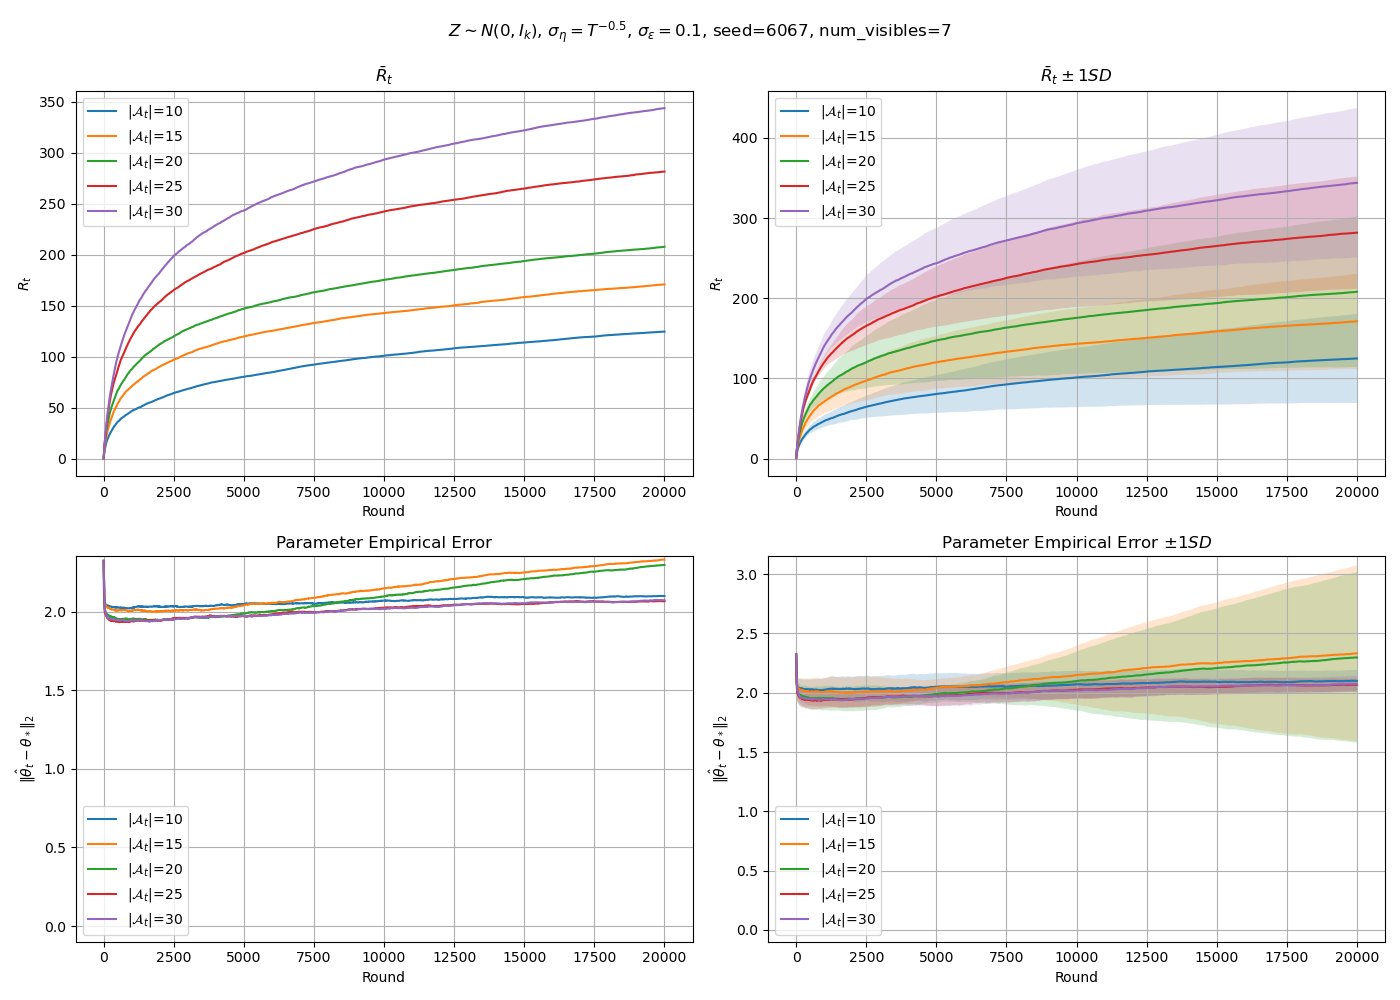 Z ∼ N(0, I_k), σ_η = T^{−0.5}, σ_ε = 0.1, seed=6067, num_visibles=7
R̄_t
350
300
250
200
150
100
50
0
R_t
|𝒜_t|=10
|𝒜_t|=15
|𝒜_t|=20
|𝒜_t|=25
|𝒜_t|=30
0 2500 5000 7500 10000 12500 15000 17500 20000
Round
R̄_t ± 1SD
400
300
200
100
0
R_t
|𝒜_t|=10
|𝒜_t|=15
|𝒜_t|=20
|𝒜_t|=25
|𝒜_t|=30
0 2500 5000 7500 10000 12500 15000 17500 20000
Round
Parameter Empirical Error
2.0
1.5
1.0
0.5
0.0
‖θ̂_t − θ_*‖_2
|𝒜_t|=10
|𝒜_t|=15
|𝒜_t|=20
|𝒜_t|=25
|𝒜_t|=30
0 2500 5000 7500 10000 12500 15000 17500 20000
Round
Parameter Empirical Error ±1SD
3.0
2.5
2.0
1.5
1.0
0.5
0.0
‖θ̂_t − θ_*‖_2
|𝒜_t|=10
|𝒜_t|=15
|𝒜_t|=20
|𝒜_t|=25
|𝒜_t|=30
0 2500 5000 7500 10000 12500 15000 17500 20000
Round